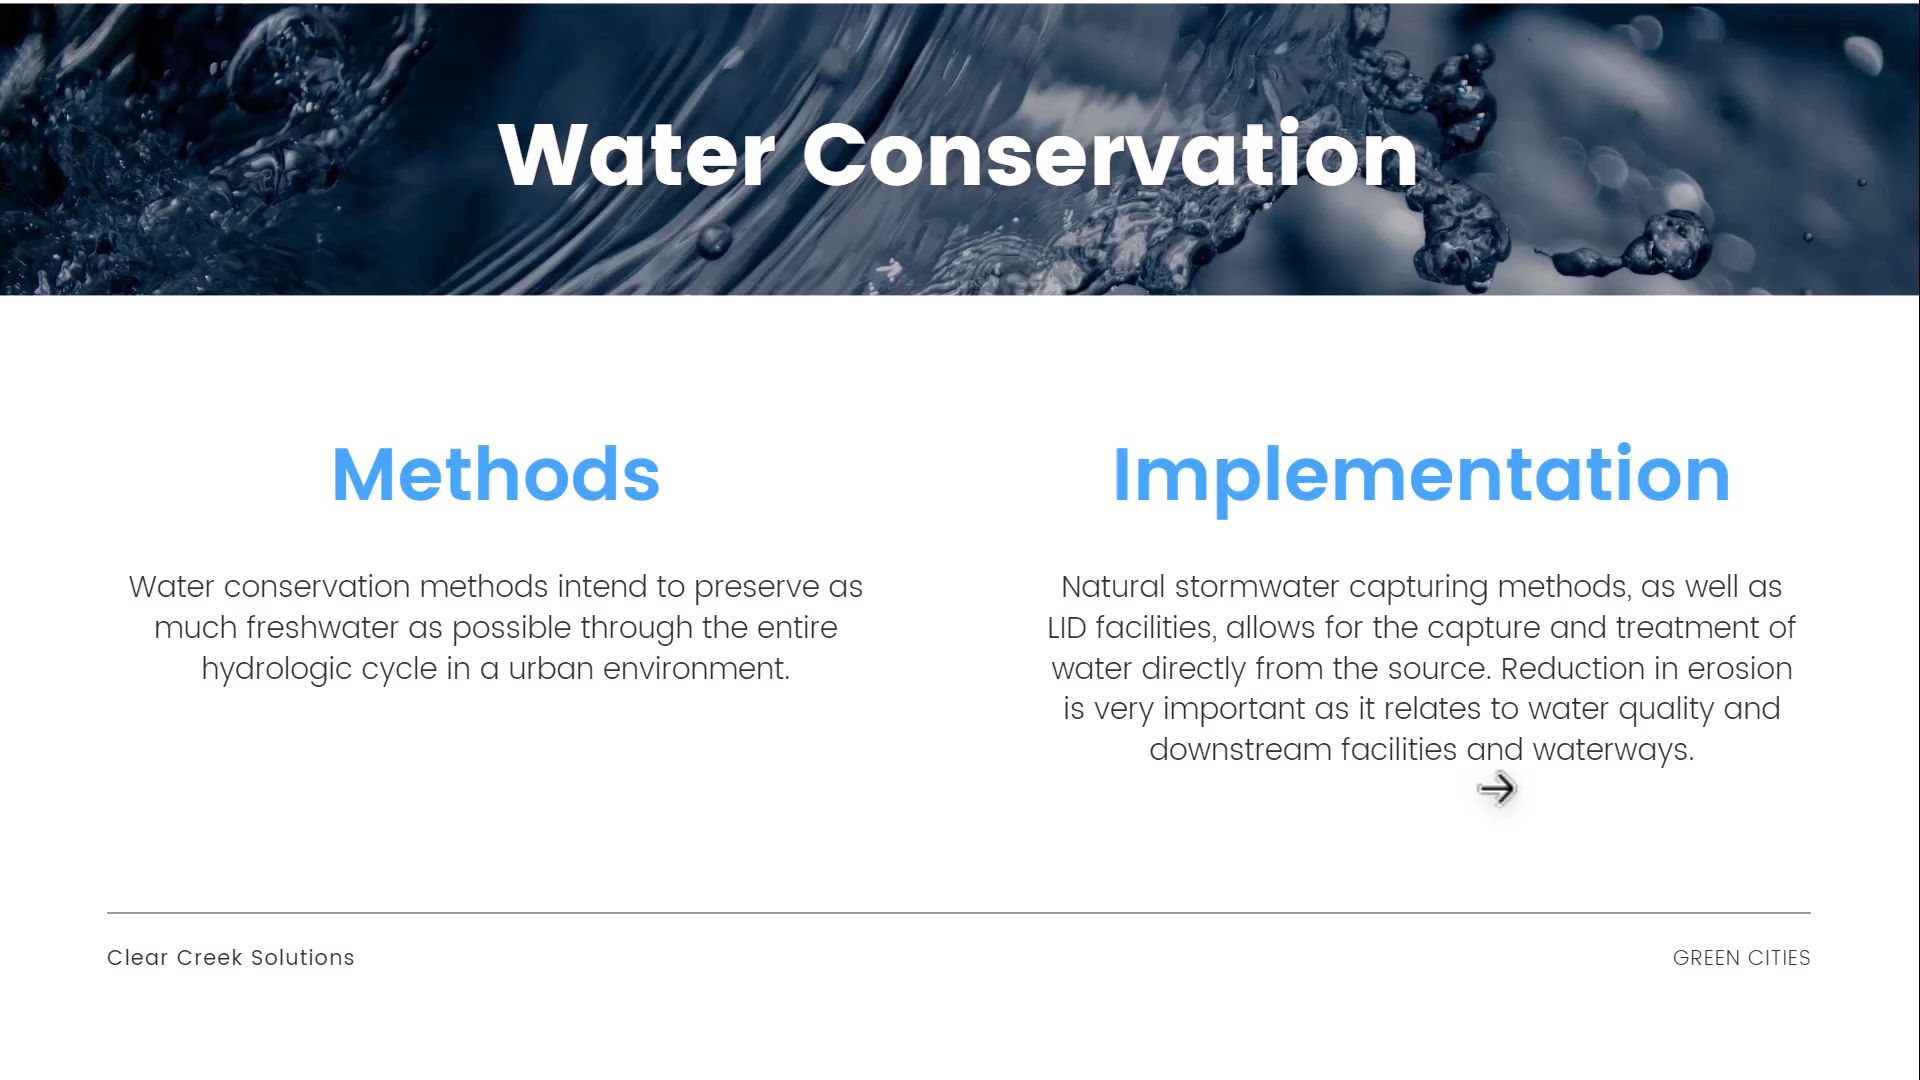 Water Conservation
Methods
Water conservation methods intend to preserve as
much freshwater as possible through the entire
hydrologic cycle in a urban environment.
Implementation
Natural stormwater capturing methods, as well as
LID facilities, allows for the capture and treatment of
water directly from the source. Reduction in erosion
is very important as it relates to water quality and
downstream facilities and waterways.
Clear Creek Solutions
GREEN CITIES